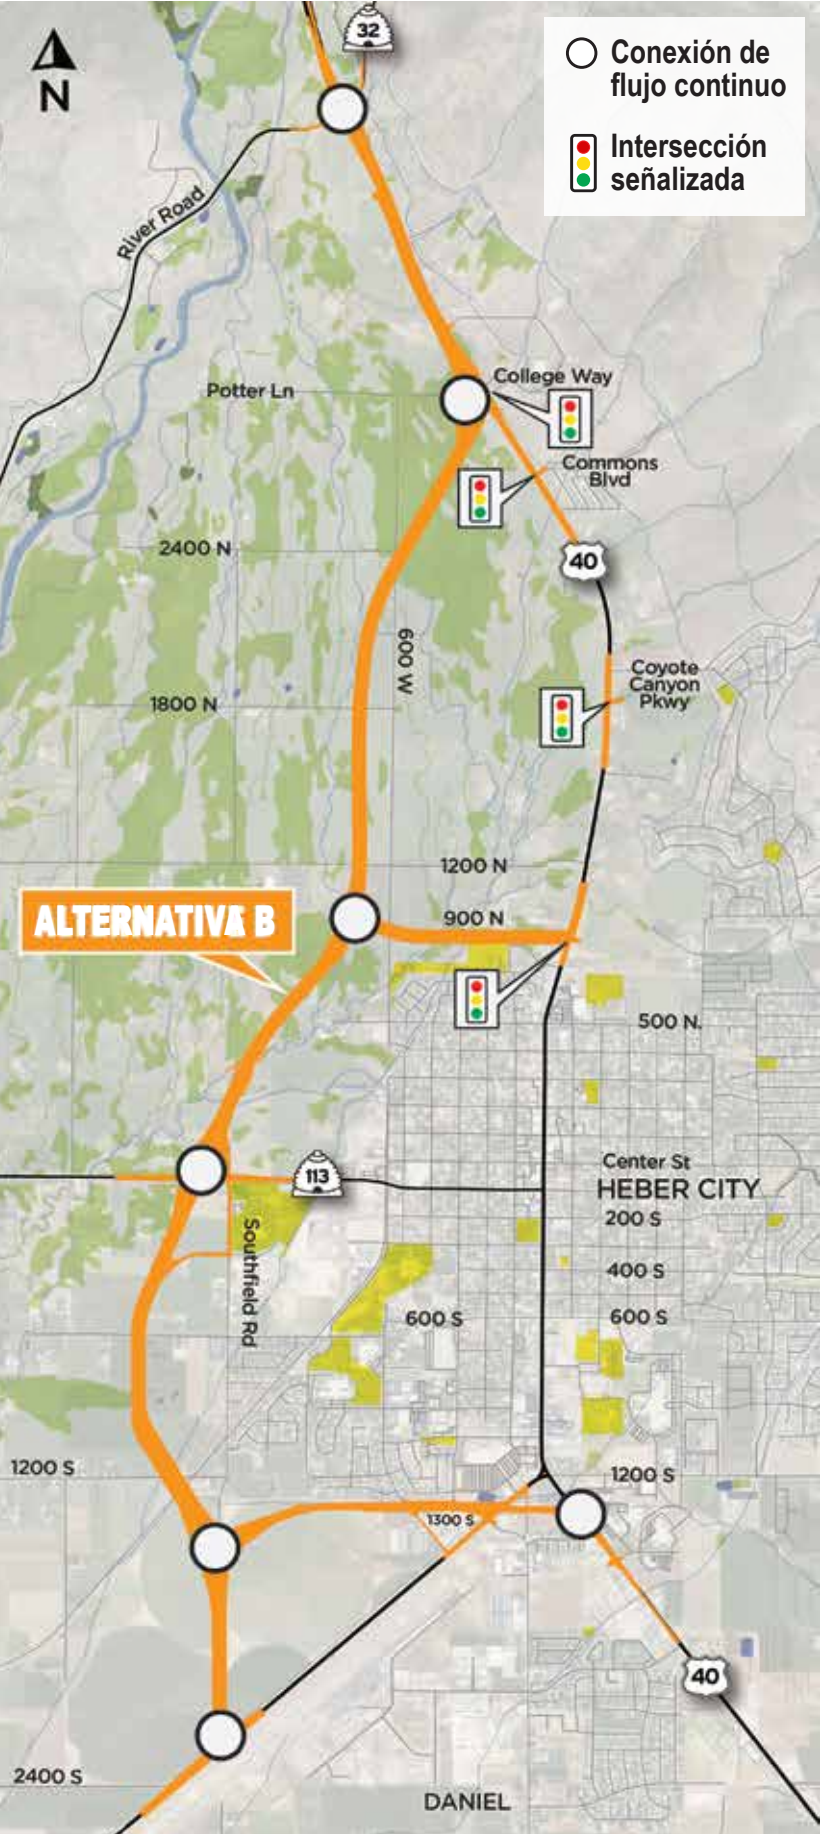 32
N
Conexión de
flujo continuo
Intersección
señalizada
River Road
College Way
Potter Ln
Commons
Blvd
2400 N
40
600 W
Coyote
Canyon
Pkwy
1800 N
1200 N
ALTERNATIVA B
900 N
500 N.
Center St
113
HEBER CITY
200 S
Southfield Rd
400 S
600 S
600 S
1200 S
1200 S
1300 S
40
2400 S
DANIEL